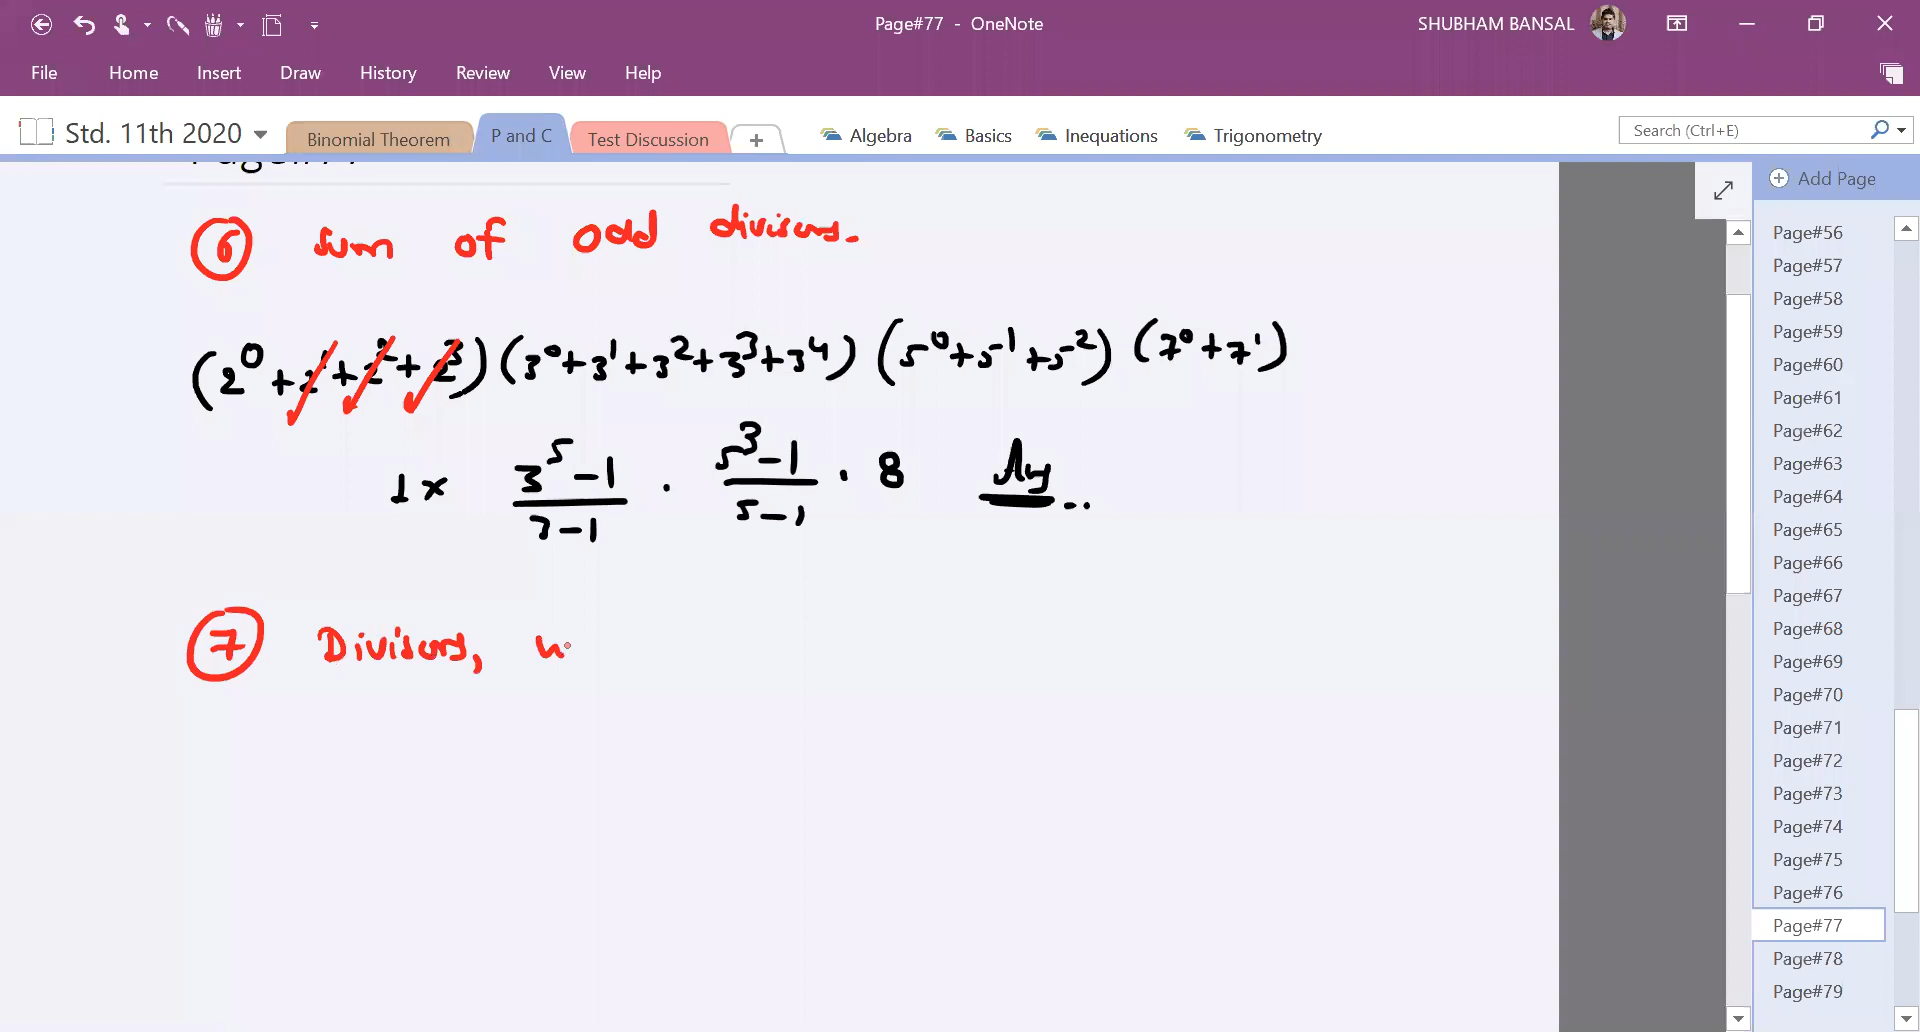 Page#77 - OneNote
SHUBHAM BANSAL
File Home Insert Draw History Review View Help
Std. 11th 2020 Binomial Theorem P and C Test Discussion + Algebra Basics Inequations Trigonometry Search (Ctrl+E)
Page#77
Add Page
⑥ sum of odd divisors.
(2⁰+2¹+2²+2³)(3⁰+3¹+3²+3³+3⁴)(5⁰+5¹+5²)(7⁰+7¹)
1 × (3⁵-1)/(3-1) · (5³-1)/(5-1) · 8 Ans..
⑦ Divisors,
Page#56
Page#57
Page#58
Page#59
Page#60
Page#61
Page#62
Page#63
Page#64
Page#65
Page#66
Page#67
Page#68
Page#69
Page#70
Page#71
Page#72
Page#73
Page#74
Page#75
Page#76
Page#77
Page#78
Page#79